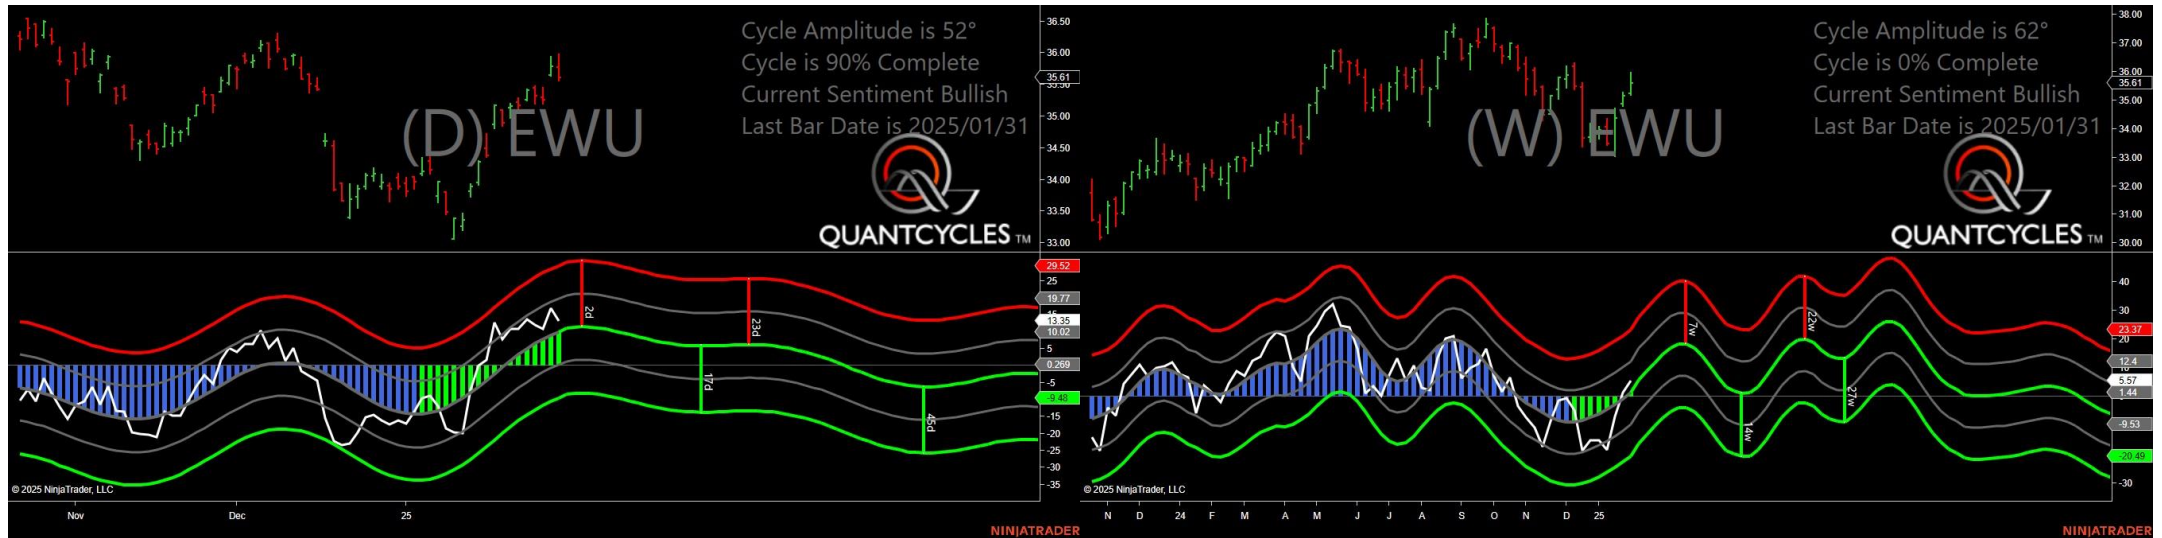 Cycle Amplitude is 52°
Cycle is 90% Complete
Current Sentiment Bullish
Last Bar Date is 2025/01/31
(D) EWU
QUANTCYCLES TM
36.50
36.00
35.61
35.50
35.00
34.50
34.00
33.50
33.00
29.52
25
19.77
15
13.35
10.02
5
0.269
-5
-9.48
-15
-20
-25
-30
-35
2d
23d
17d
45d
© 2025 NinjaTrader, LLC
Nov
Dec
25
NINJATRADER
Cycle Amplitude is 62°
Cycle is 0% Complete
Current Sentiment Bullish
Last Bar Date is 2025/01/31
(W) EWU
QUANTCYCLES TM
38.00
37.00
36.00
35.61
35.00
34.00
33.00
32.00
31.00
30.00
40
30
23.37
20
12.4
10
5.57
1.44
-9.53
-20.49
-30
7w
22w
14w
27w
© 2025 NinjaTrader, LLC
N D 24 F M A M J J A S O N D 25
NINJATRADER